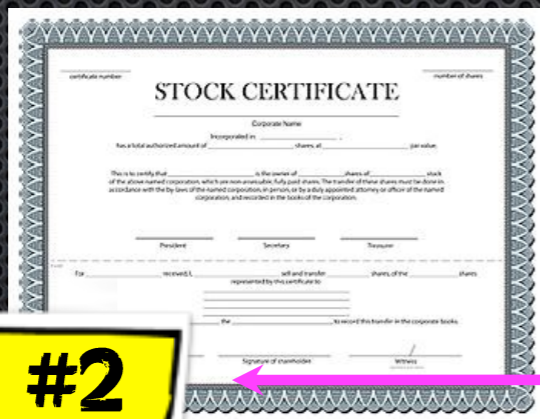 certificate number
number of shares
STOCK CERTIFICATE
Corporate Name
Incorporated in
has a total authorized amount of shares, at par value.
This is to certify that is the owner of shares of stock
of the above named corporation, which are non-assessable, fully paid shares. The transfer of these shares must be done in
accordance with the by-laws of the named corporation, in person, or by a duly appointed attorney or officer of the named
corporation, and recorded in the books of the corporation.
President Secretary Treasurer
For received, I, sell and transfer shares, of the shares
represented by this certificate to
the to record this transfer in the corporate books.
Signature of shareholder Witness
#2